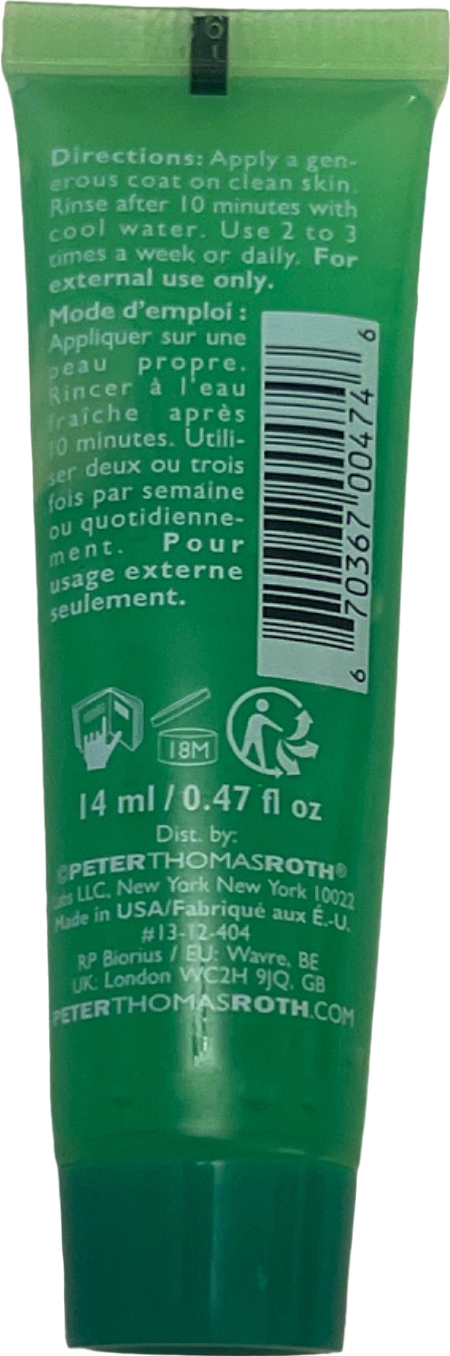 Directions: Apply a gen-
erous coat on clean skin.
Rinse after 10 minutes with
cool water. Use 2 to 3
times a week or daily. For
external use only.
Mode d'emploi :
Appliquer sur une
peau propre.
Rincer à l'eau
fraîche après
10 minutes. Utili-
ser deux ou trois
fois par semaine
ou quotidienne-
ment. Pour
usage externe
seulement.
6 70367 00474 6
18M
14 ml / 0.47 fl oz
Dist. by:
©PETERTHOMASROTH®
Labs LLC, New York New York 10022
Made in USA/Fabriqué aux É.-U.
#13-12-404
RP Biorius / EU: Wavre, BE
UK: London WC2H 9JQ, GB
PETERTHOMASROTH.COM